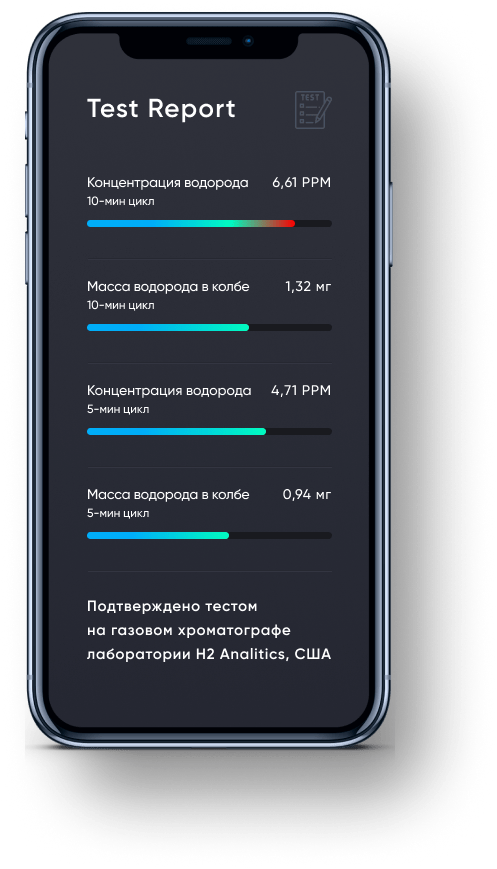 Test Report
TEST
Концентрация водорода 6,61 PPM
10-мин цикл
Масса водорода в колбе 1,32 мг
10-мин цикл
Концентрация водорода 4,71 PPM
5-мин цикл
Масса водорода в колбе 0,94 мг
5-мин цикл
Подтверждено тестом
на газовом хроматографе
лаборатории H2 Analitics, США